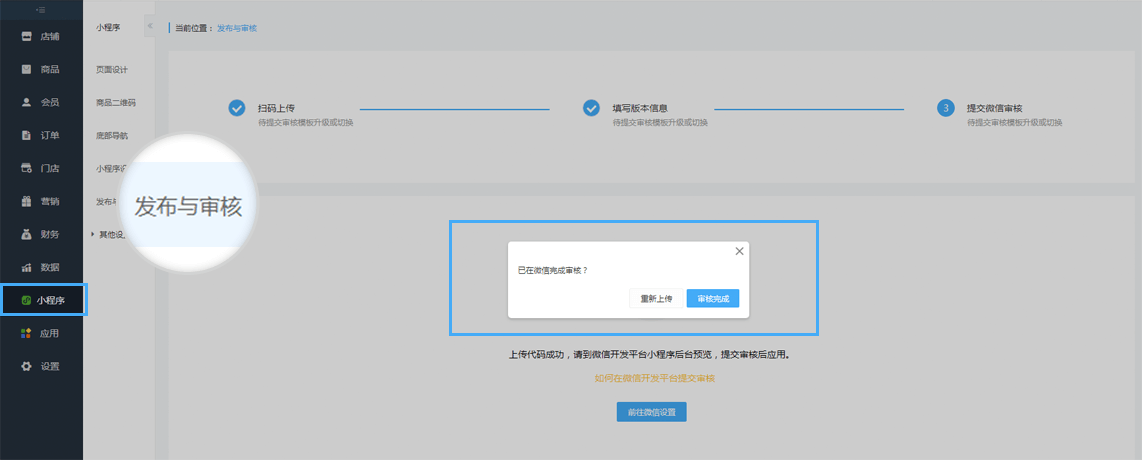 店铺
商品
会员
订单
门店
营销
财务
数据
小程序
应用
设置
小程序
页面设计
商品二维码
底部导航
小程序设
发布与
其他设
发布与审核
当前位置： 发布与审核
扫码上传
待提交审核模板升级或切换
填写版本信息
待提交审核模板升级或切换
3 提交微信审核
待提交审核模板升级或切换
已在微信完成审核？
重新上传 审核完成
上传代码成功，请到微信开发平台小程序后台预览，提交审核后应用。
如何在微信开发平台提交审核
前往微信设置